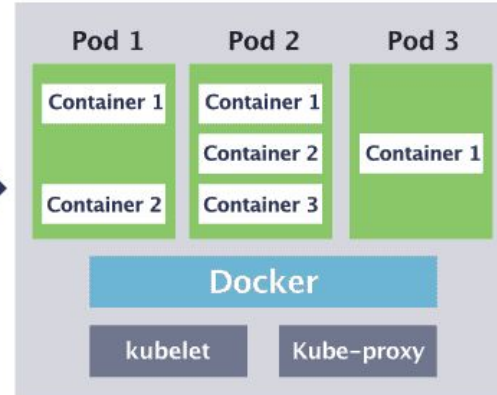 Pod 1 Pod 2 Pod 3
Container 1 Container 1
Container 2 Container 1
Container 2 Container 3
Docker
kubelet Kube-proxy